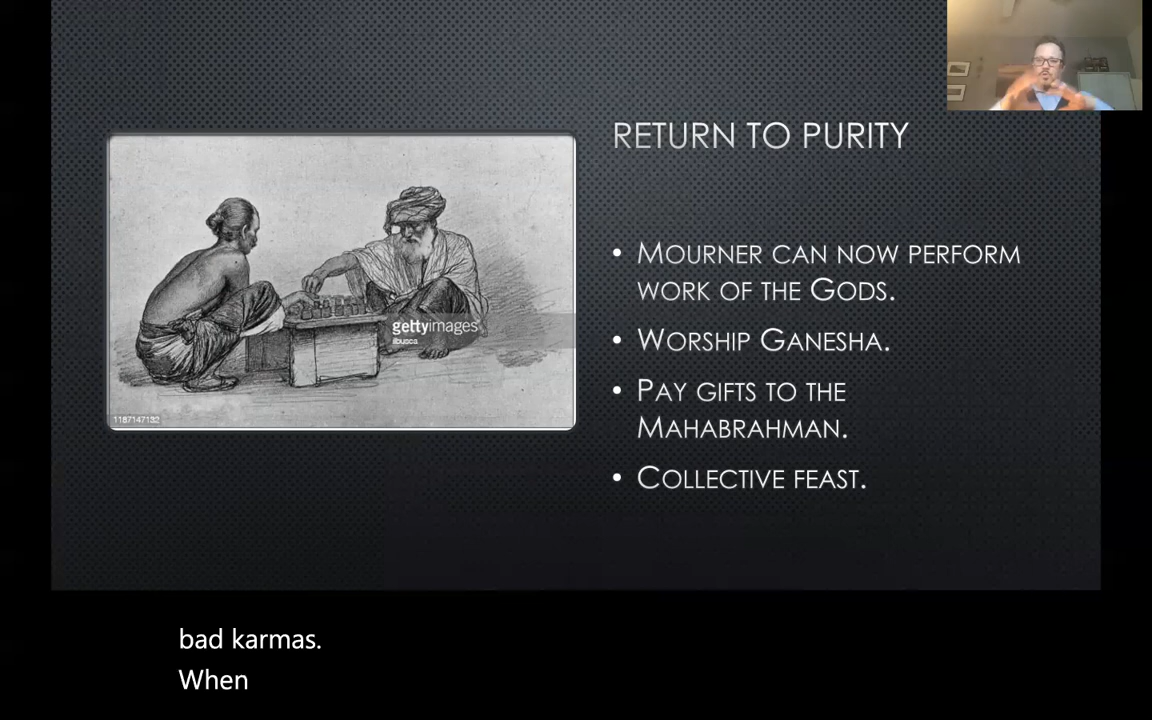 RETURN TO PURITY
• MOURNER CAN NOW PERFORM
WORK OF THE GODS.
• WORSHIP GANESHA.
• PAY GIFTS TO THE
MAHABRAHMAN.
• COLLECTIVE FEAST.
gettyimages
ilbusca
1187147132
bad karmas.
When